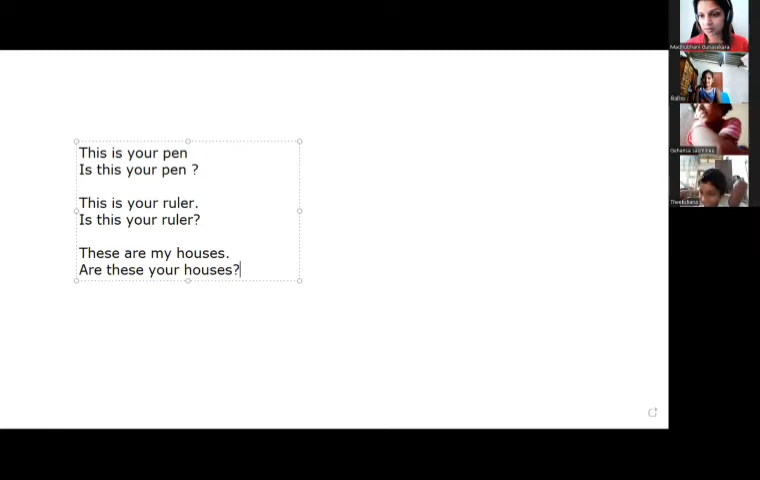 This is your pen
Is this your pen ?
This is your ruler.
Is this your ruler?
These are my houses.
Are these your houses?
Theekshana